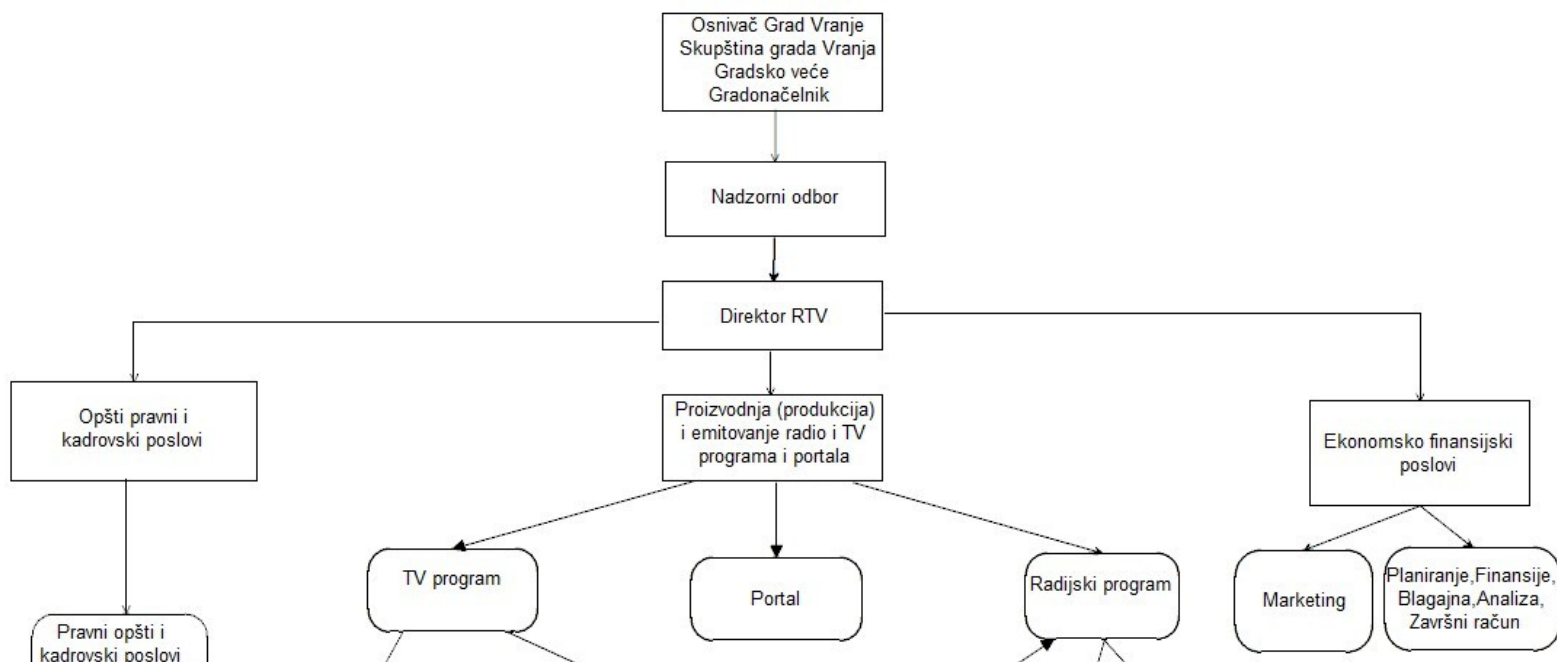 Osnivač Grad Vranje
Skupština grada Vranja
Gradsko veće
Gradonačelnik
Nadzorni odbor
Direktor RTV
Opšti pravni i
kadrovski poslovi
Proizvodnja (produkcija)
i emitovanje radio i TV
programa i portala
Ekonomsko finansijski
poslovi
TV program
Portal
Radijski program
Marketing
Planiranje,Finansije,
Blagajna,Analiza,
Završni račun
Pravni opšti i
kadrovski poslovi